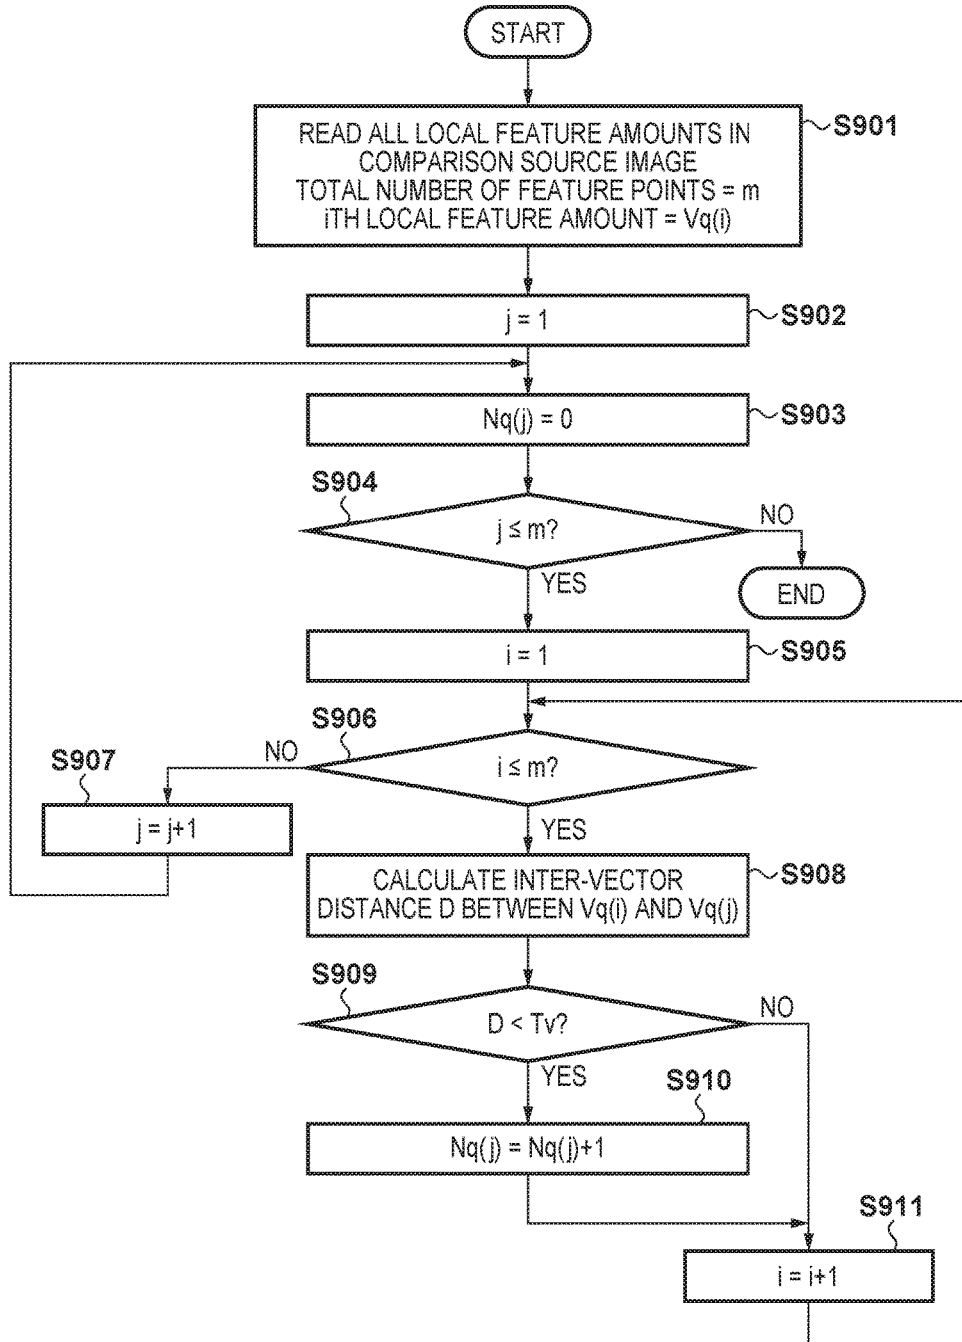 START
READ ALL LOCAL FEATURE AMOUNTS IN
COMPARISON SOURCE IMAGE
TOTAL NUMBER OF FEATURE POINTS = m
iTH LOCAL FEATURE AMOUNT = Vq(i)
S901
j = 1
S902
Nq(j) = 0
S903
S904
j ≤ m?
NO
END
YES
i = 1
S905
S906
i ≤ m?
NO
S907
j = j+1
YES
CALCULATE INTER-VECTOR
DISTANCE D BETWEEN Vq(i) AND Vq(j)
S908
S909
D < Tv?
NO
YES
S910
Nq(j) = Nq(j)+1
S911
i = i+1